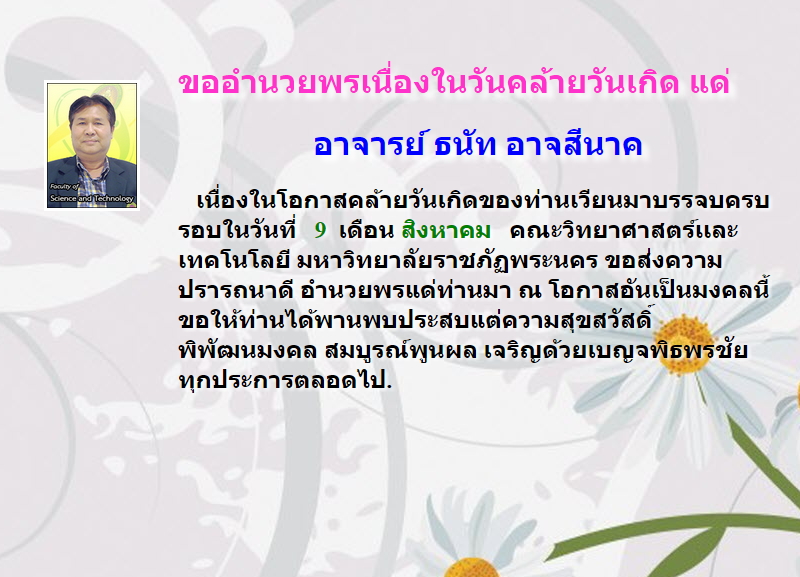 ขออำนวยพรเนื่องในวันคล้ายวันเกิด แด่
อาจารย์ ธนัท อาจสีนาค
Faculty of
Science and Technology
เนื่องในโอกาสคล้ายวันเกิดของท่านเวียนมาบรรจบครบ
รอบในวันที่ 9 เดือน สิงหาคม คณะวิทยาศาสตร์และ
เทคโนโลยี มหาวิทยาลัยราชภัฏพระนคร ขอส่งความ
ปรารถนาดี อำนวยพรแด่ท่านมา ณ โอกาสอันเป็นมงคลนี้
ขอให้ท่านได้พานพบประสบแต่ความสุขสวัสดิ์
พิพัฒนมงคล สมบูรณ์พูนผล เจริญด้วยเบญจพิธพรชัย
ทุกประการตลอดไป.